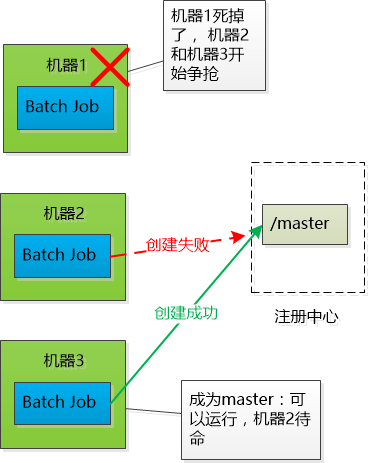 机器1死掉
了，机器2
和机器3开
始争抢
机器1
Batch Job
机器2
Batch Job
创建失败
/master
创建成功
注册中心
机器3
Batch Job
成为master：可
以运行，机器2待
命